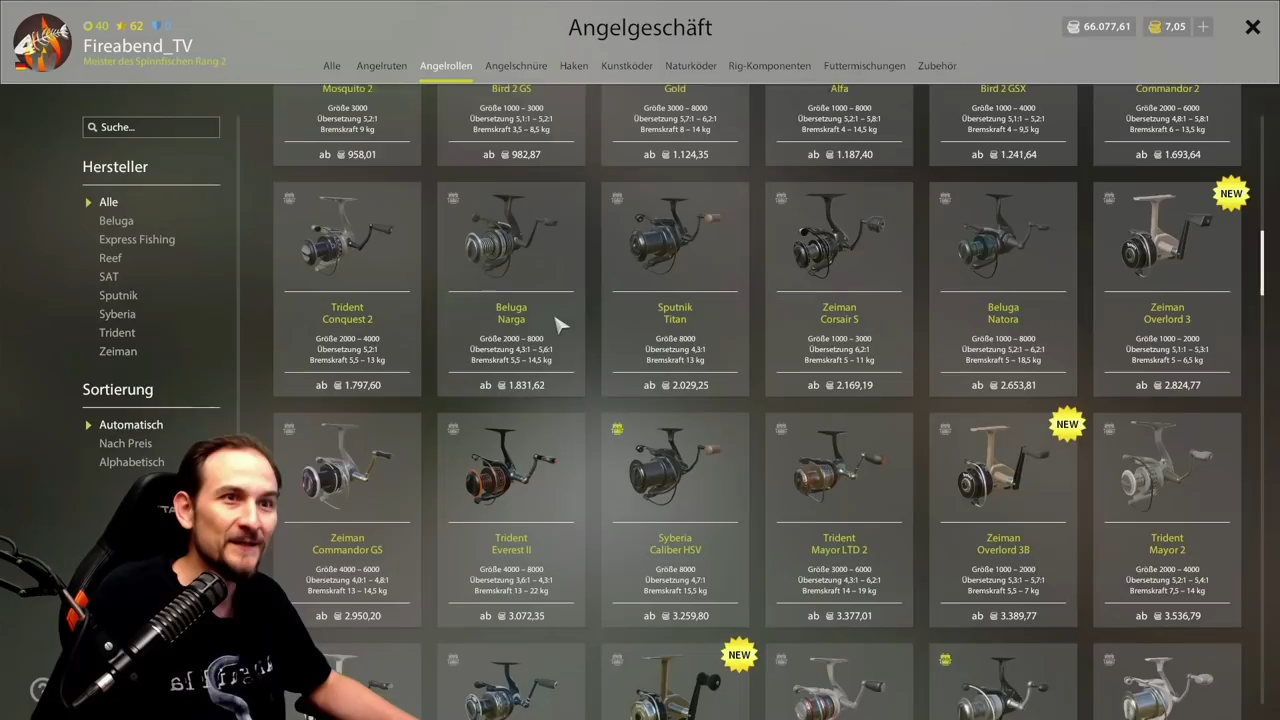 40 62 0
Fireabend_TV
Meister des Spinnfischen Rang 2
Angelgeschäft
66.077,61
7,05
Alle
Angelruten
Angelrollen
Angelschnüre
Haken
Kunstköder
Naturköder
Rig-Komponenten
Futtermischungen
Zubehör
Suche...
Hersteller
Alle
Beluga
Express Fishing
Reef
SAT
Sputnik
Syberia
Trident
Zeiman
Sortierung
Automatisch
Nach Preis
Alphabetisch
Mosquito 2
Größe 3000
Übersetzung 5,2:1
Bremskraft 9 kg
ab 958,01
Bird 2 GS
Größe 1000 – 3000
Übersetzung 5,2:1 – 6,2:1
Bremskraft 3,5 – 8,5 kg
ab 982,87
Gold
Größe 3000 – 8000
Übersetzung 5,7:1 – 6,2:1
Bremskraft 8 – 14 kg
ab 1.124,35
Alfa
Größe 1000 – 8000
Übersetzung 5,2:1 – 5,8:1
Bremskraft 4 – 14,5 kg
ab 1.187,40
Bird 2 GSX
Größe 1000 – 4000
Übersetzung 5,2:1 – 6,2:1
Bremskraft 4 – 9,5 kg
ab 1.241,64
Commander 2
Größe 2000 – 6000
Übersetzung 4,8:1 – 5,8:1
Bremskraft 6 – 13,5 kg
ab 1.693,64
Trident
Conquest 2
Größe 2000 – 4000
Übersetzung 5,2:1
Bremskraft 5,5 – 13 kg
ab 1.797,60
Beluga
Narga
Größe 2000 – 8000
Übersetzung 4,3:1 – 5,6:1
Bremskraft 5,5 – 14,5 kg
ab 1.831,62
Sputnik
Titan
Größe 8000
Übersetzung 4,3:1
Bremskraft 13 kg
ab 2.029,25
Zeiman
Corsair S
Größe 1000 – 3000
Übersetzung 6,2:1
Bremskraft 5 – 11 kg
ab 2.169,19
Beluga
Natora
Größe 1000 – 8000
Übersetzung 5,2:1 – 6,2:1
Bremskraft 5 – 18,5 kg
ab 2.653,81
NEW
Zeiman
Overlord 3
Größe 1000 – 2000
Übersetzung 5,1:1 – 5,3:1
Bremskraft 5 – 6,5 kg
ab 2.824,77
Zeiman
Commander GS
Größe 4000 – 6000
Übersetzung 4,0:1 – 4,8:1
Bremskraft 13 – 14,5 kg
ab 2.950,20
Trident
Everest II
Größe 4000 – 8000
Übersetzung 3,6:1 – 4,3:1
Bremskraft 13 – 22 kg
ab 3.072,35
Syberia
Caliber HSV
Größe 8000
Übersetzung 4,7:1
Bremskraft 15,5 kg
ab 3.259,80
Trident
Mayor LTD 2
Größe 3000 – 6000
Übersetzung 4,3:1 – 6,2:1
Bremskraft 14 – 19 kg
ab 3.377,01
NEW
Zeiman
Overlord 3B
Größe 1000 – 2000
Übersetzung 5,3:1 – 5,7:1
Bremskraft 5,5 – 7 kg
ab 3.389,77
Trident
Mayor 2
Größe 2000 – 4000
Übersetzung 5,2:1 – 5,4:1
Bremskraft 7,5 – 14 kg
ab 3.536,79
NEW